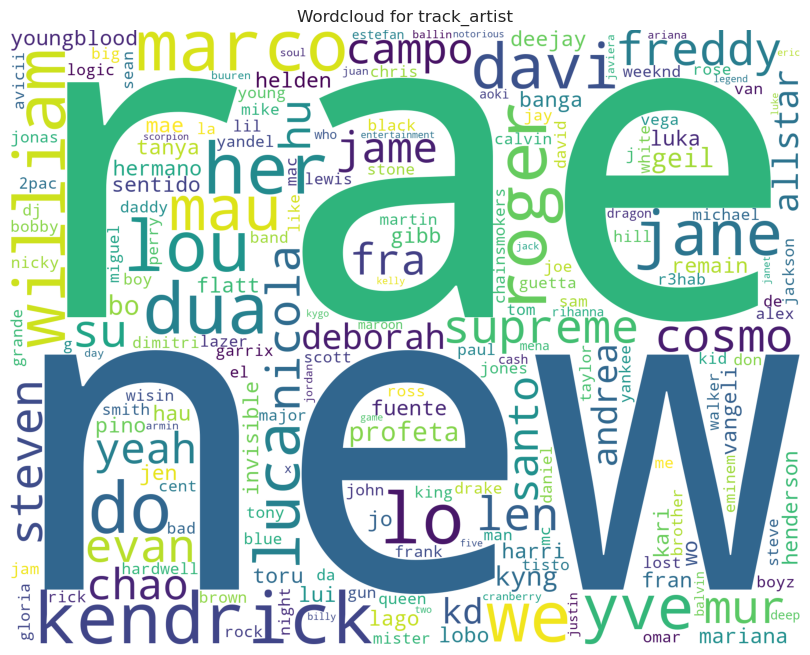 Wordcloud for track_artist
youngblood
big
marco
soul
estefan
ballin
notorious
campo
deejay
davi
javiera
ariana
freddy
eric
avicii
logic
sean
buuren
helden
juan
chris
aoki
weeknd
rose
van
legend
luke
allstar
william
jonas
2pac
dj
bobby
nicky
grande
scorpion
mae
la
tanya
hermano
sentido
daddy
miguel
perry
boy
young
mike
lil
yandel
hu
her
who
entertainment
black
jame
stone
mac
lewis
like
rae
banga
jay
calvin
david
roger
vega
white
j
luka
geil
dragon
michael
jane
hill
remain
jackson
mau
lou
band
martin
gibb
fra
chainsmokers
jack
joe
guetta
sam
r3hab
janet
de
alex
dua
bo
flatt
nicola
kelly
kygo
maroon
tom
rihanna
su
g
day
dimitri
lazer
garrix
el
deborah
supreme
mena
cosmo
scott
paul
jones
cash
kid
don
jordan
ross
game
fuente
profeta
santo
andrea
taylor
yankee
walker
vangeli
steven
wisin
smith
armin
pino
hau
yeah
jen
cent
major
invisible
luca
x
new
daniel
me
eminem
henderson
do
bad
evan
tony
blue
john
king
drake
jo
lo
frank
five
man
len
mc
harri
tisto
kari
brother
wo
lost
steve
jam
gloria
chao
hardwell
rick
brown
rock
toru
night
da
lui
gun
billy
queen
lago
mister
two
kyng
cranberry
kd
lobo
we
justin
yve
fran
omar
mur
balvin
boyz
deep
mariana
kendrick